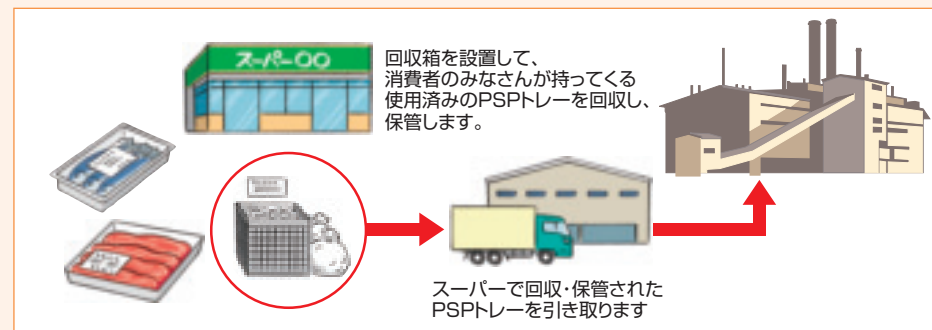 スーパー〇〇
回収箱を設置して、
消費者のみなさんが持ってくる
使用済みのPSPトレーを回収し、
保管します。
スーパーで回収・保管された
PSPトレーを引き取ります